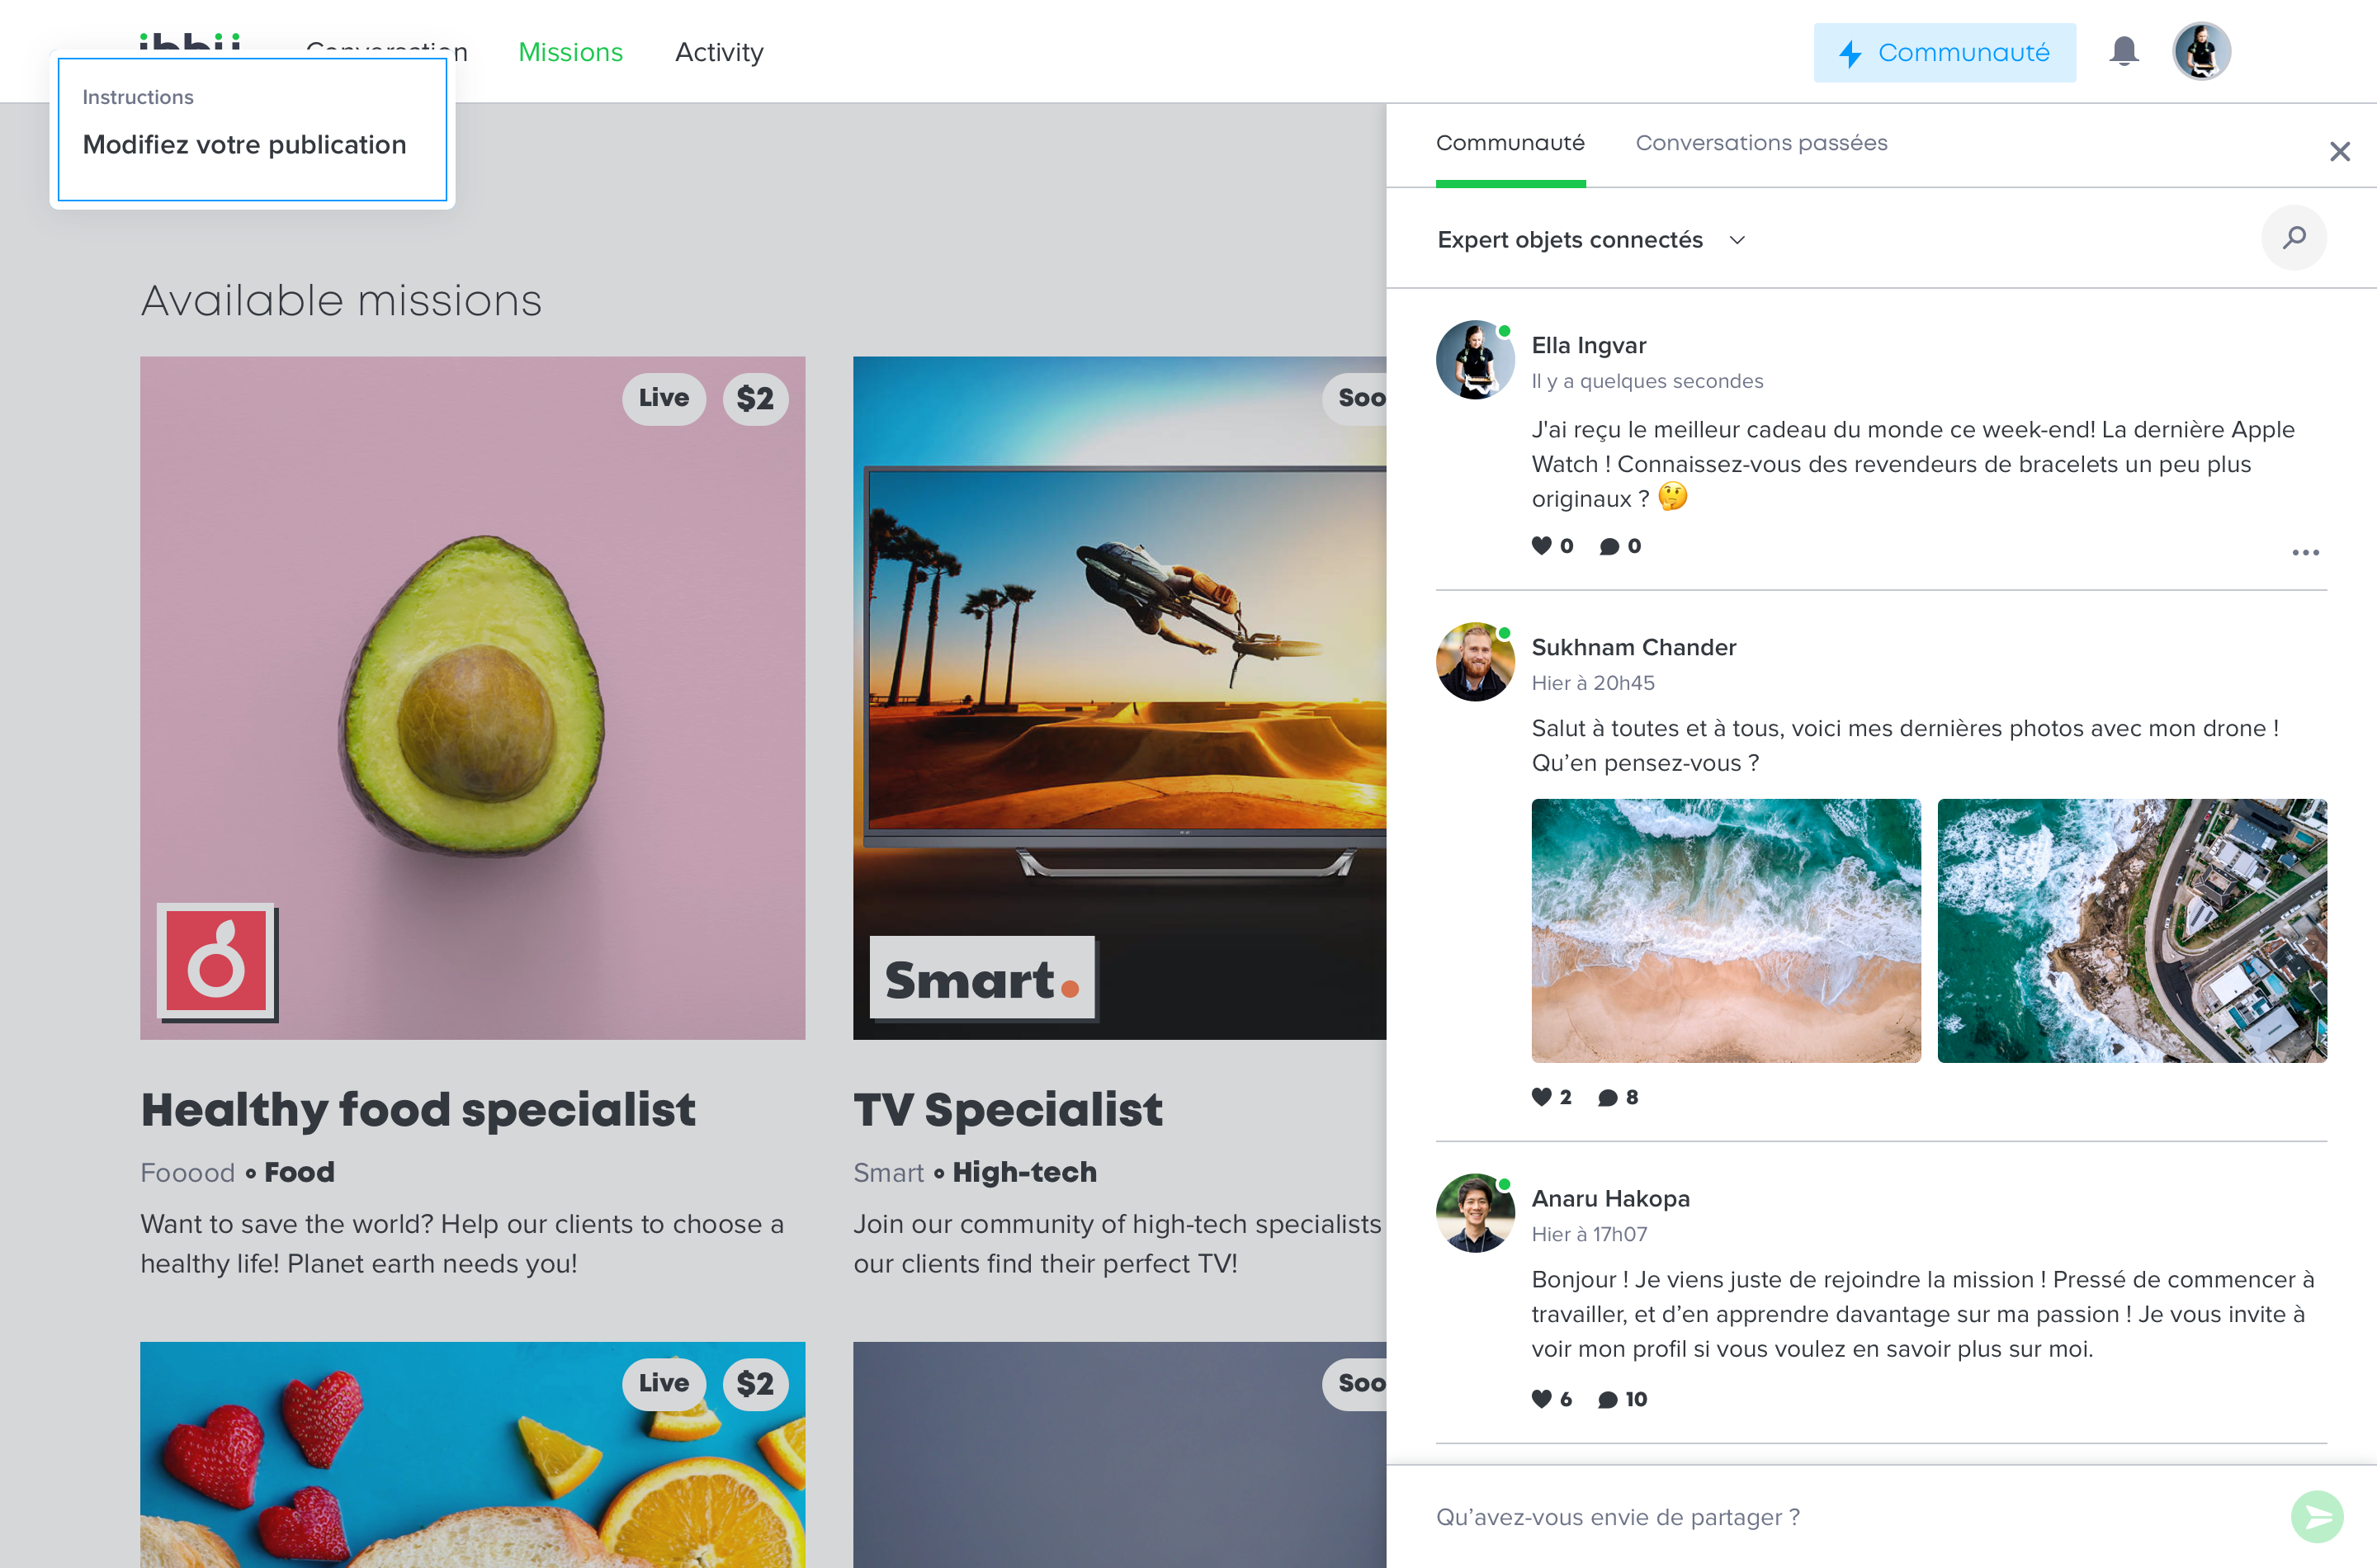 Conversation
Missions
Activity
Communauté
Instructions
Modifiez votre publication
Available missions
Live
$2
Smart.
Healthy food specialist
Fooood • Food
Want to save the world? Help our clients to choose a
healthy life! Planet earth needs you!
TV Specialist
Smart • High-tech
Join our community of high-tech specialists
our clients find their perfect TV!
Live
$2
Communauté
Conversations passées
Expert objets connectés
Ella Ingvar
Il y a quelques secondes
J'ai reçu le meilleur cadeau du monde ce week-end! La dernière Apple
Watch ! Connaissez-vous des revendeurs de bracelets un peu plus
originaux ? 🤔
0
0
Sukhnam Chander
Hier à 20h45
Salut à toutes et à tous, voici mes dernières photos avec mon drone !
Qu’en pensez-vous ?
2
8
Anaru Hakopa
Hier à 17h07
Bonjour ! Je viens juste de rejoindre la mission ! Pressé de commencer à
travailler, et d’en apprendre davantage sur ma passion ! Je vous invite à
voir mon profil si vous voulez en savoir plus sur moi.
6
10
Qu’avez-vous envie de partager ?